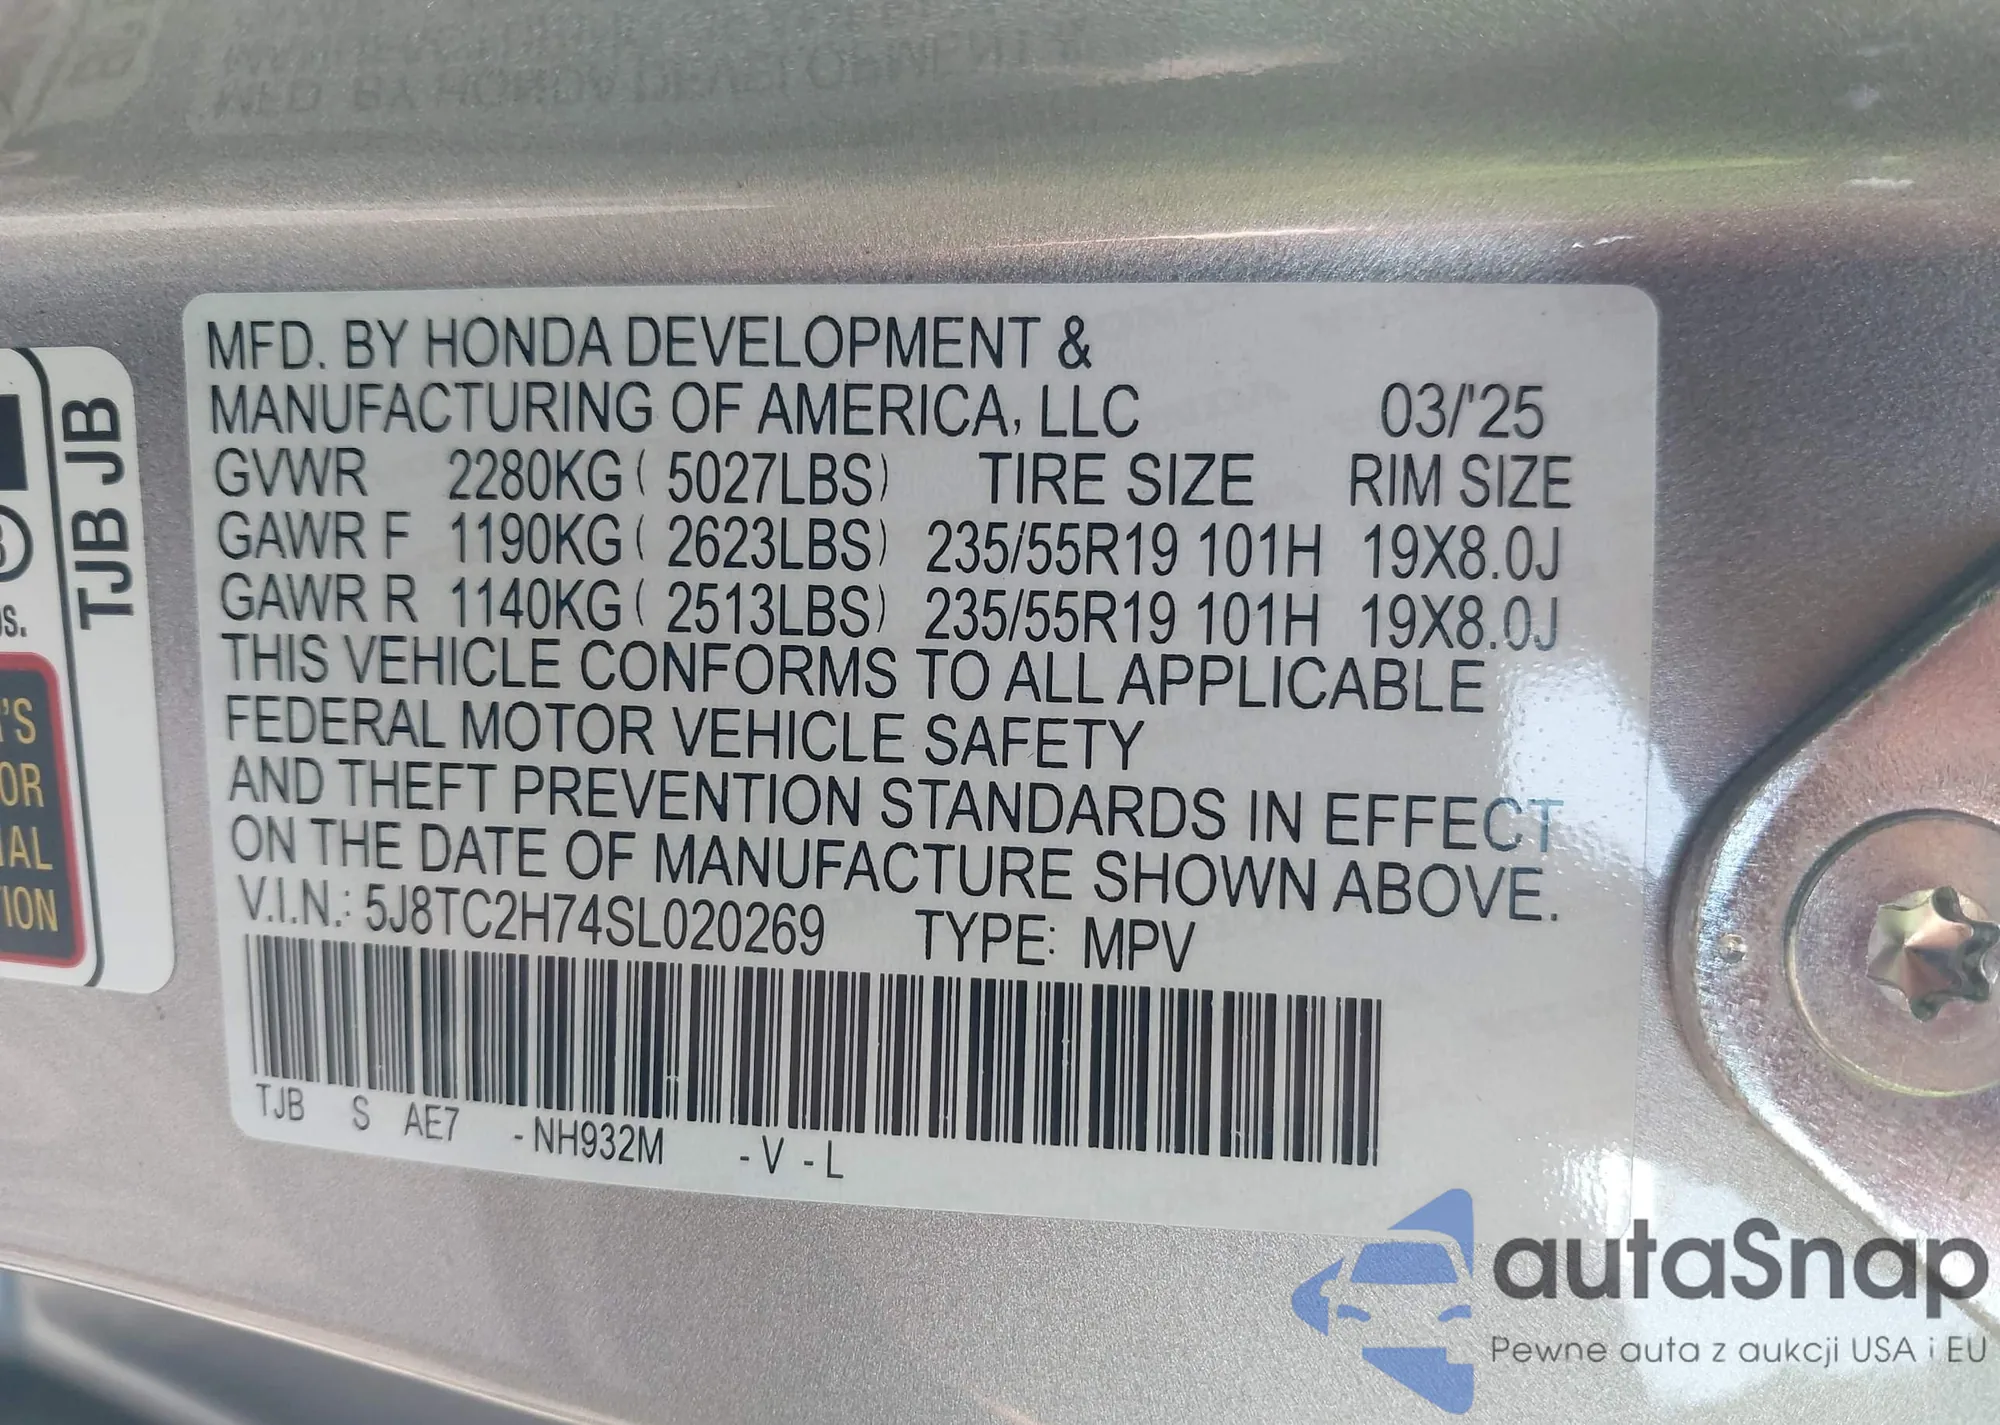 MFD. BY HONDA DEVELOPMENT &
MANUFACTURING OF AMERICA, LLC 03/'25
GVWR 2280KG ( 5027LBS) TIRE SIZE RIM SIZE
GAWR F 1190KG ( 2623LBS) 235/55R19 101H 19X8.0J
GAWR R 1140KG ( 2513LBS) 235/55R19 101H 19X8.0J
THIS VEHICLE CONFORMS TO ALL APPLICABLE
FEDERAL MOTOR VEHICLE SAFETY
AND THEFT PREVENTION STANDARDS IN EFFECT
ON THE DATE OF MANUFACTURE SHOWN ABOVE.
V.I.N.: 5J8TC2H74SL020269 TYPE: MPV
TJB S AE7 -NH932M -V -L
TJB JB
autaSnap
Pewne auta z aukcji USA i EU